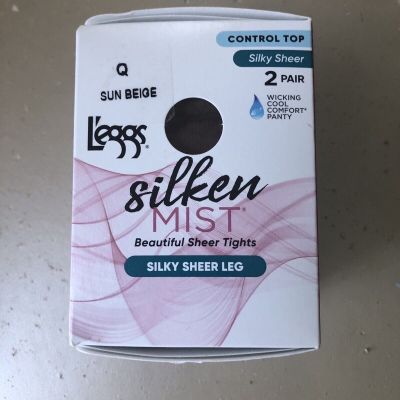 CONTROL TOP
Silky Sheer
2 PAIR
WICKING
COOL
COMFORT*
PANTY
Q
SUN BEIGE
L'eggs®
silken
MIST®
Beautiful Sheer Tights
SILKY SHEER LEG